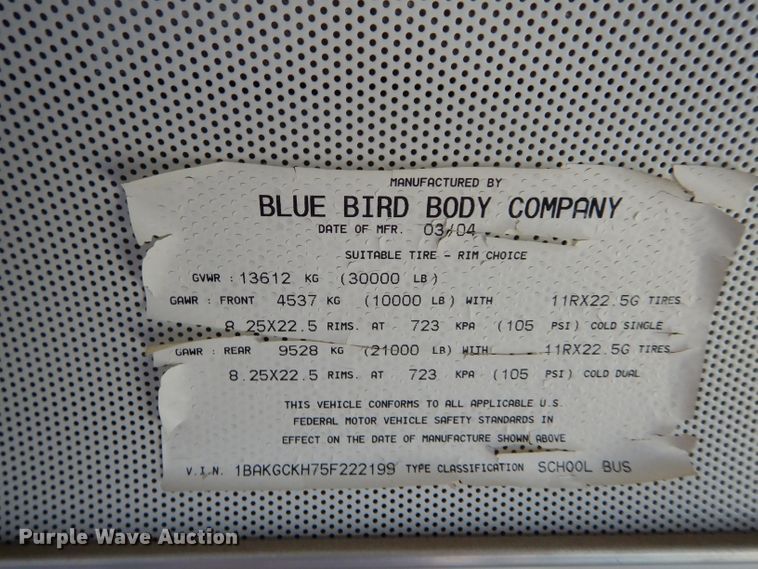 MANUFACTURED BY
BLUE BIRD BODY COMPANY
DATE OF MFR. 03/04
SUITABLE TIRE - RIM CHOICE
GVWR : 13612 KG (30000 LB)
GAWR : FRONT 4537 KG (10000 LB) WITH 11RX22.5G TIRES
8.25X22.5 RIMS. AT 723 KPA (105 PSI) COLD SINGLE
GAWR : REAR 9528 KG (21000 LB) WITH 11RX22.5G TIRES
8.25X22.5 RIMS. AT 723 KPA (105 PSI) COLD DUAL
THIS VEHICLE CONFORMS TO ALL APPLICABLE U.S.
FEDERAL MOTOR VEHICLE SAFETY STANDARDS IN
EFFECT ON THE DATE OF MANUFACTURE SHOWN ABOVE
V.I.N. 1BAKGCKH75F222199 TYPE CLASSIFICATION SCHOOL BUS
Purple Wave Auction